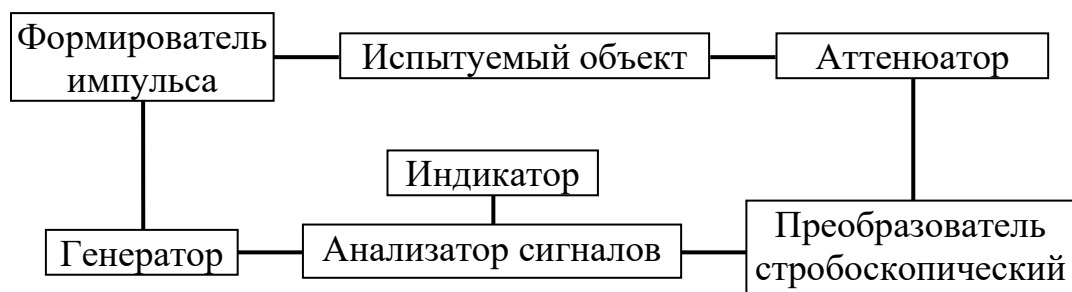 Формирователь
импульса
Испытуемый объект
Аттенюатор
Индикатор
Генератор
Анализатор сигналов
Преобразователь
стробоскопический